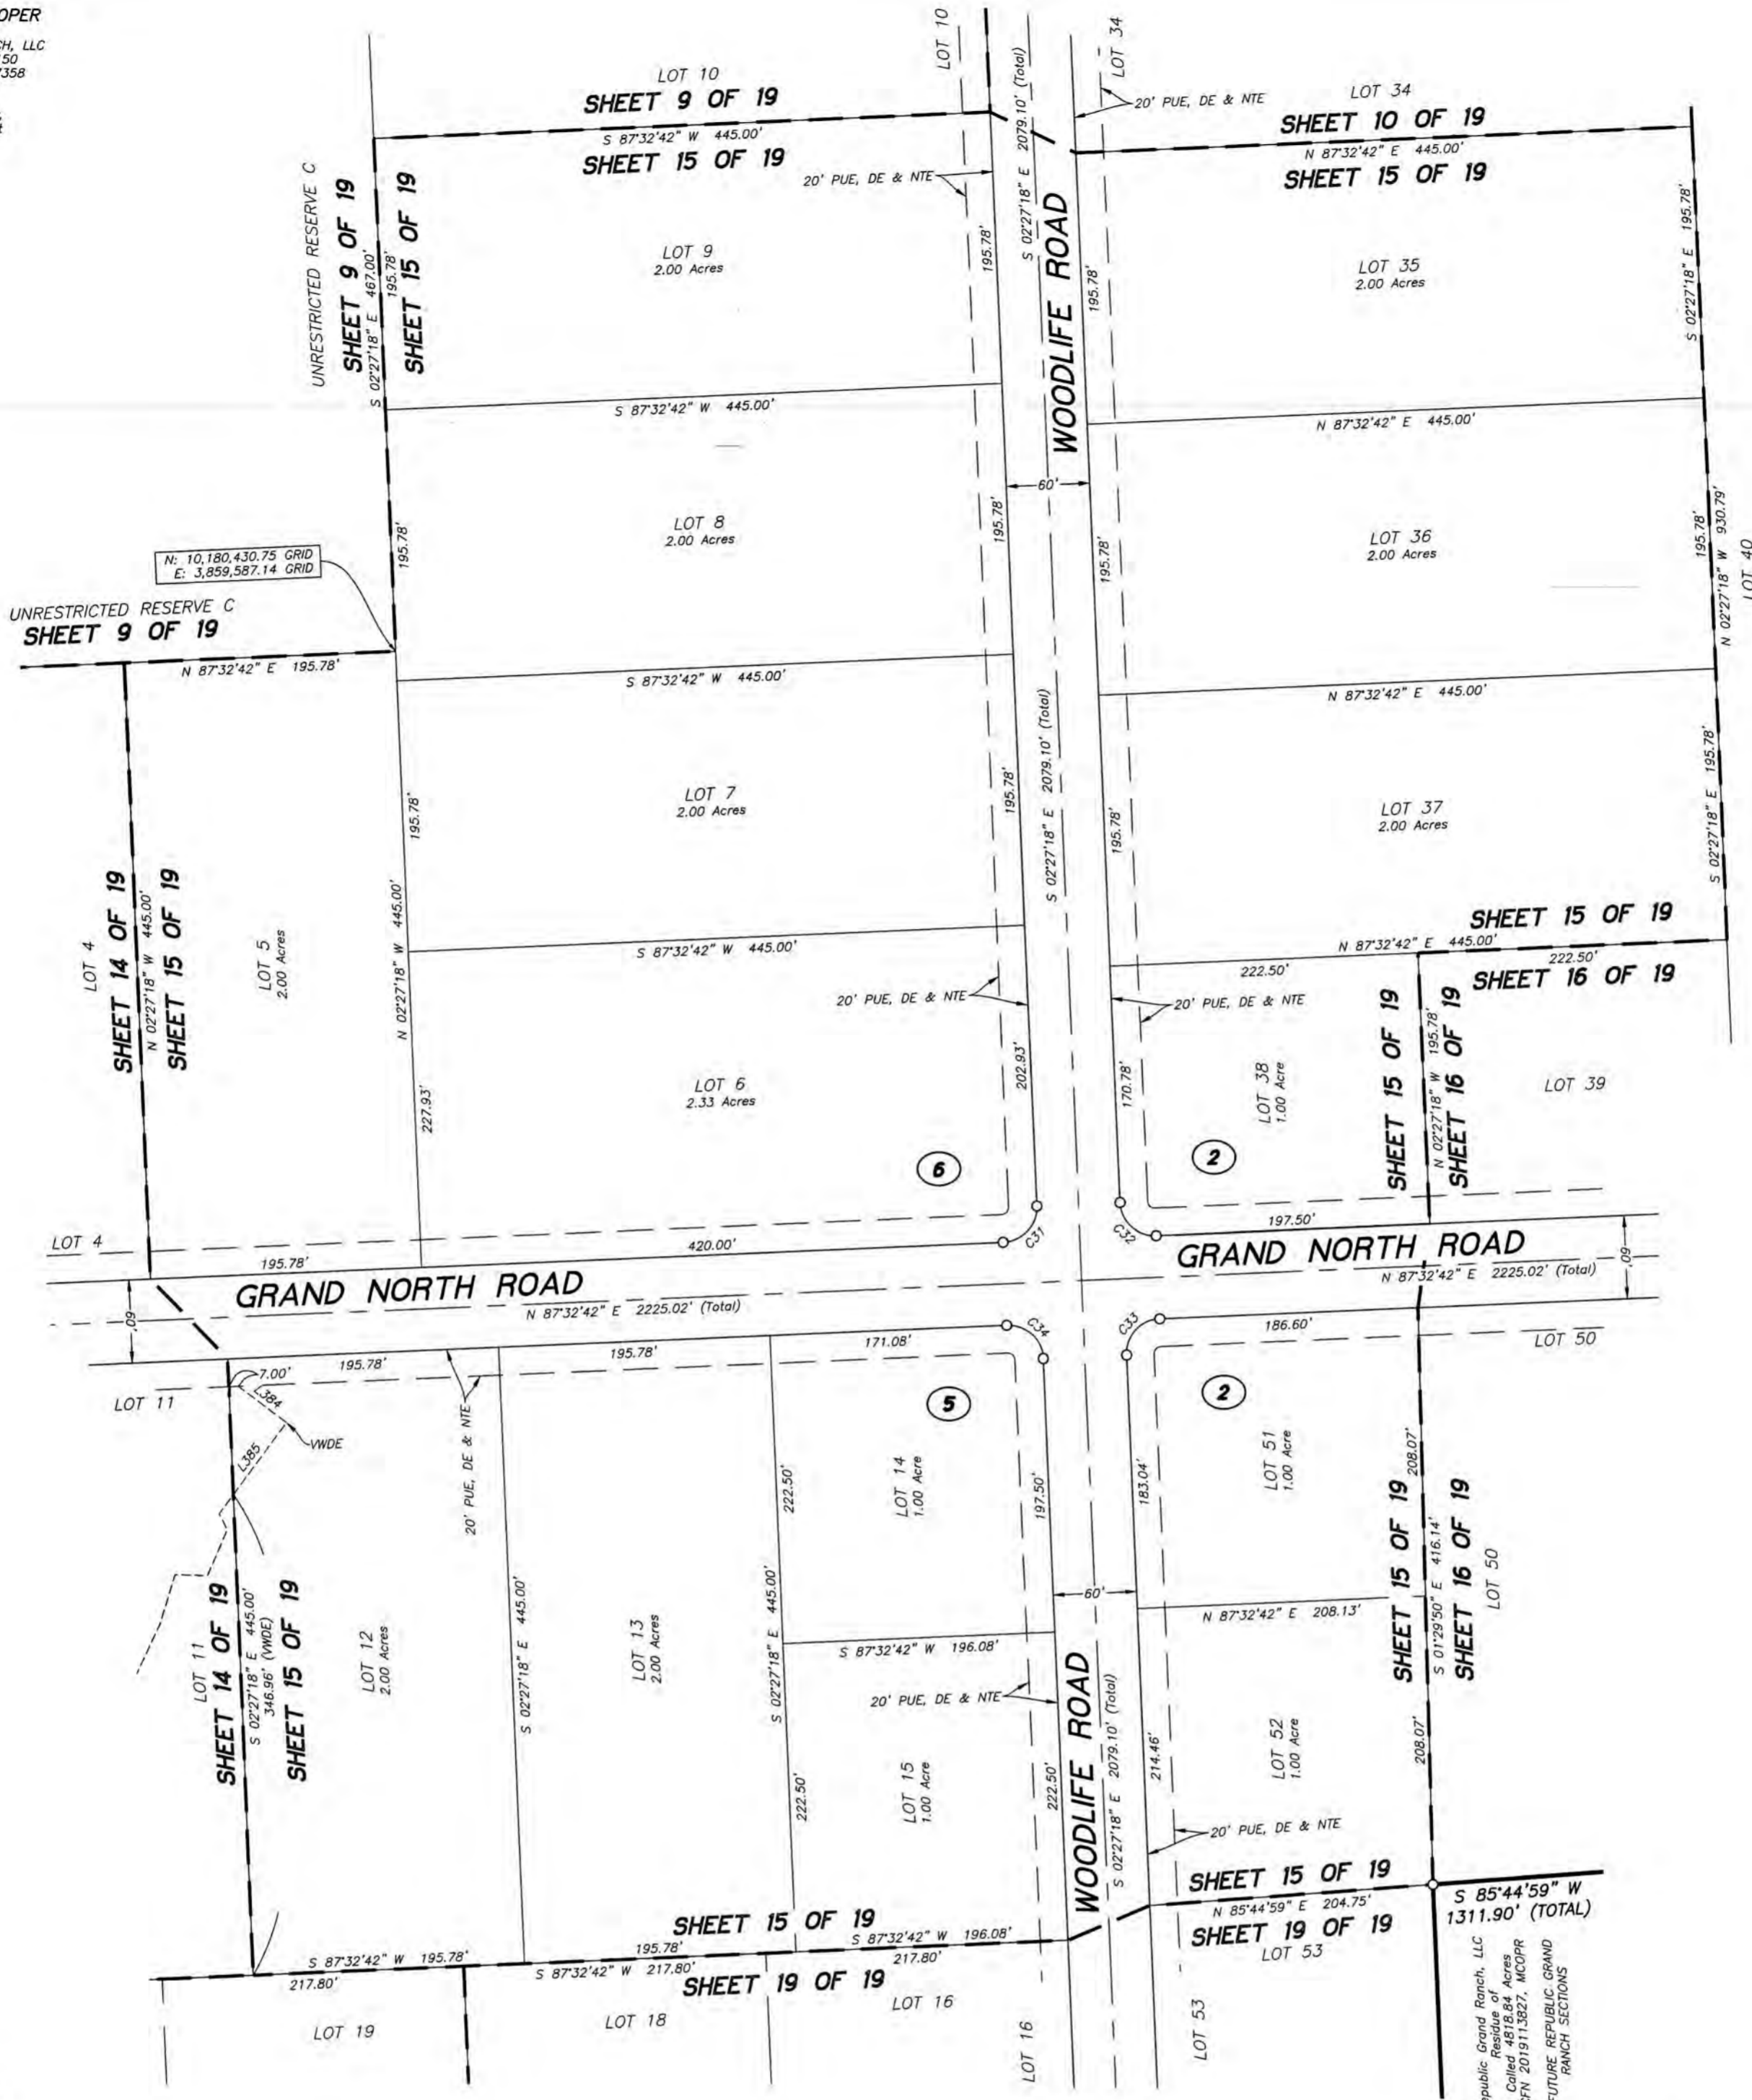 OPER
CH, LLC
50
7358
LOT 10
SHEET 9 OF 19
S 87°32'42" W 445.00'
SHEET 15 OF 19
LOT 10
20' PUE, DE & NTE
S 02°27'18" E 2079.10' (Total)
WOODLIFE ROAD
LOT 34
20' PUE, DE & NTE
LOT 34
SHEET 10 OF 19
N 87°32'42" E 445.00'
SHEET 15 OF 19
UNRESTRICTED RESERVE C
SHEET 9 OF 19
S 02°27'18" E 467.00'
195.78'
SHEET 15 OF 19
LOT 9
2.00 Acres
195.78'
195.78'
LOT 35
2.00 Acres
S 02°27'18" E 195.78'
S 87°32'42" W 445.00'
N 87°32'42" E 445.00'
60'
195.78'
LOT 8
2.00 Acres
195.78'
195.78'
LOT 36
2.00 Acres
195.78'
N 02°27'18" W 930.79'
LOT 40
N: 10,180,430.75 GRID
E: 3,859,587.14 GRID
UNRESTRICTED RESERVE C
SHEET 9 OF 19
N 87°32'42" E 195.78'
S 87°32'42" W 445.00'
N 87°32'42" E 445.00'
195.78'
LOT 7
2.00 Acres
195.78'
S 02°27'18" E 2079.10' (Total)
195.78'
LOT 37
2.00 Acres
S 02°27'18" E 195.78'
LOT 4
SHEET 14 OF 19
N 02°27'18" W 445.00'
SHEET 15 OF 19
LOT 5
2.00 Acres
N 02°27'18" W 445.00'
S 87°32'42" W 445.00'
SHEET 15 OF 19
N 87°32'42" E 445.00'
222.50'
222.50'
SHEET 16 OF 19
20' PUE, DE & NTE
20' PUE, DE & NTE
227.93'
LOT 6
2.33 Acres
202.93'
170.78'
LOT 38
1.00 Acre
SHEET 15 OF 19
N 02°27'18" W 195.78'
SHEET 16 OF 19
LOT 39
6
2
LOT 4
195.78'
420.00'
C31
C32
197.50'
GRAND NORTH ROAD
N 87°32'42" E 2225.02' (Total)
60'
GRAND NORTH ROAD
N 87°32'42" E 2225.02' (Total)
60'
C34
C33
195.78'
195.78'
171.08'
186.60'
LOT 50
LOT 11
7.00'
L384
L385
VWDE
20' PUE, DE & NTE
5
2
LOT 14
1.00 Acre
222.50'
197.50'
183.04'
LOT 51
1.00 Acre
208.07'
SHEET 15 OF 19
S 01°29'50" E 416.14'
SHEET 16 OF 19
LOT 50
LOT 11
SHEET 14 OF 19
S 02°27'18" E 445.00'
346.96' (VWDE)
SHEET 15 OF 19
LOT 12
2.00 Acres
S 02°27'18" E 445.00'
LOT 13
2.00 Acres
S 02°27'18" E 445.00'
60'
N 87°32'42" E 208.13'
S 87°32'42" W 196.08'
20' PUE, DE & NTE
WOODLIFE ROAD
S 02°27'18" E 2079.10' (Total)
222.50'
LOT 15
1.00 Acre
222.50'
214.46'
LOT 52
1.00 Acre
208.07'
20' PUE, DE & NTE
SHEET 15 OF 19
N 85°44'59" E 204.75'
SHEET 19 OF 19
LOT 53
S 85°44'59" W
1311.90' (TOTAL)
SHEET 15 OF 19
S 87°32'42" W 195.78'
195.78'
S 87°32'42" W 196.08'
217.80'
S 87°32'42" W 217.80'
217.80'
SHEET 19 OF 19
LOT 19
LOT 18
LOT 16
LOT 16
LOT 53
public Grand Ranch, LLC
Residue of
Called 4818.84 Acres
FN 2019113827, MCOPR
FUTURE REPUBLIC GRAND
RANCH SECTIONS